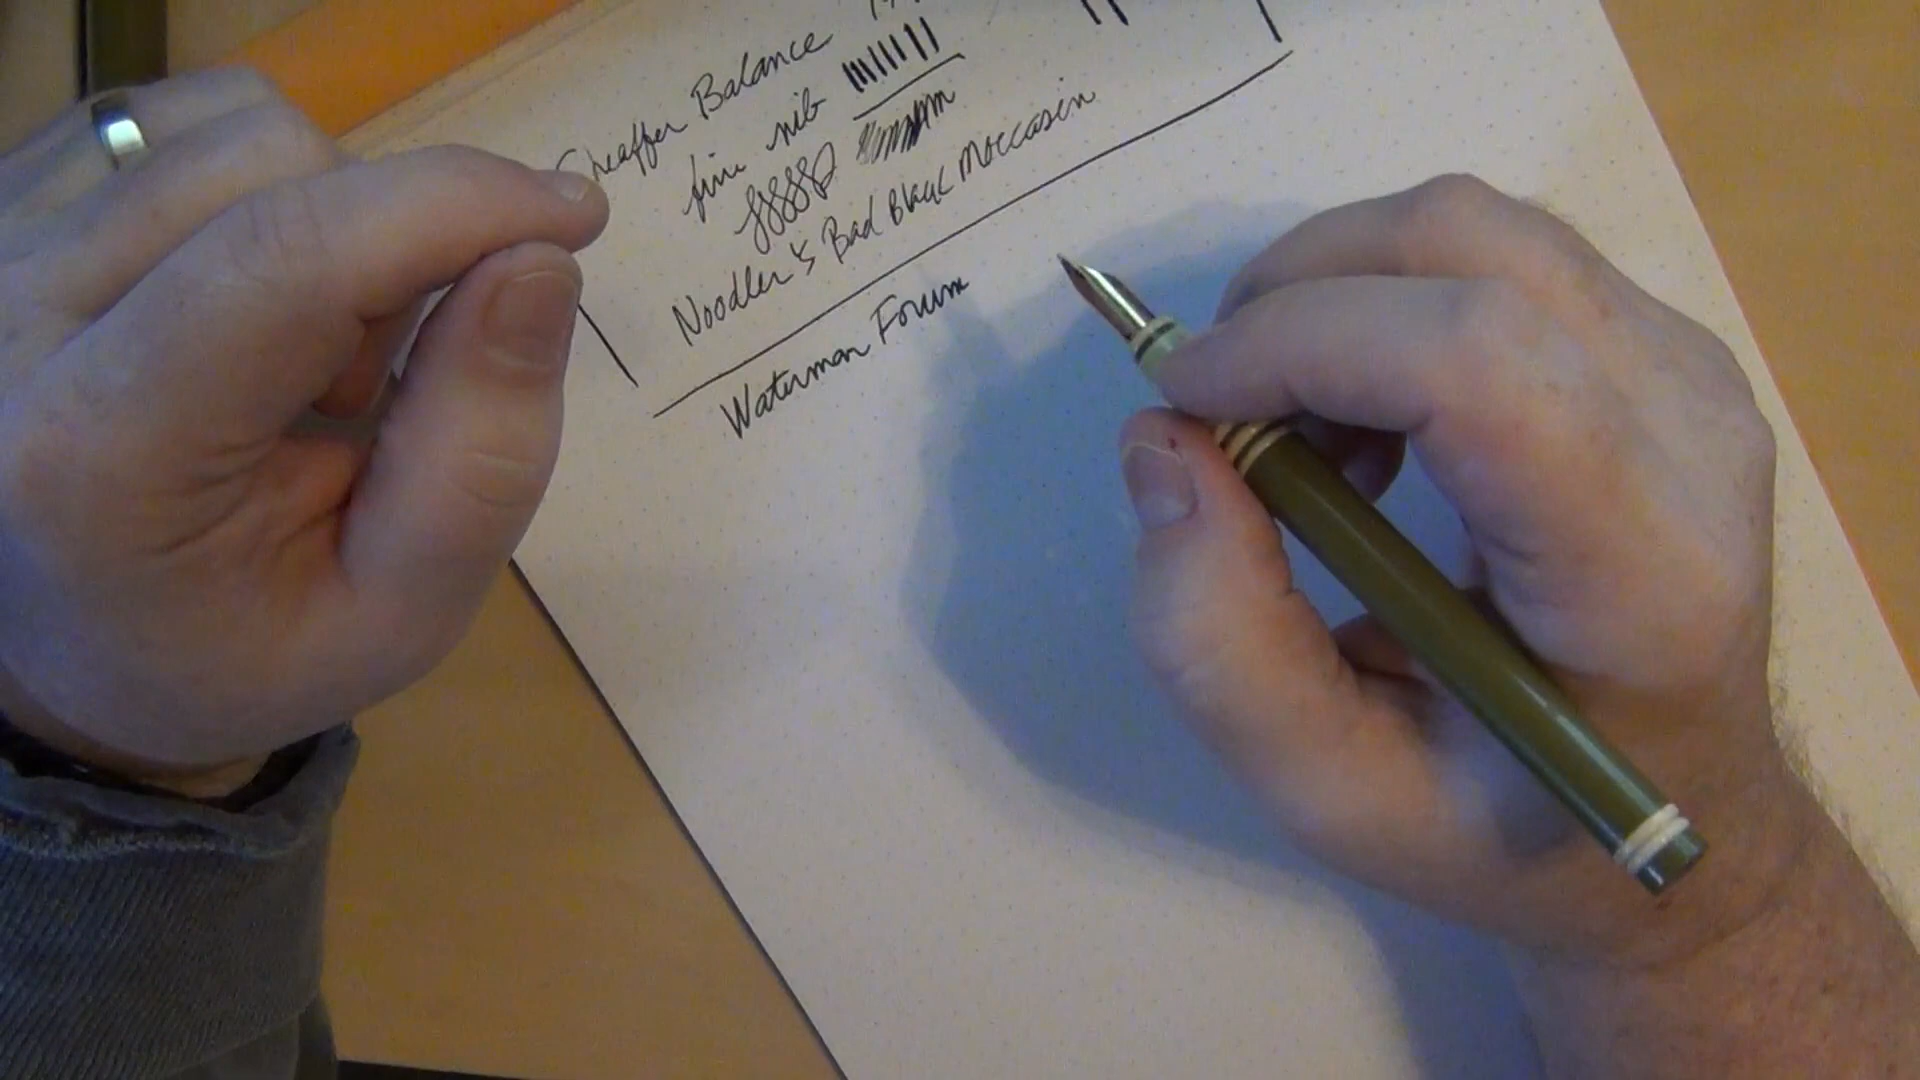 Sheaffer Balance
fine nib
Noodler's Bad Black Moccasin
Waterman Forum